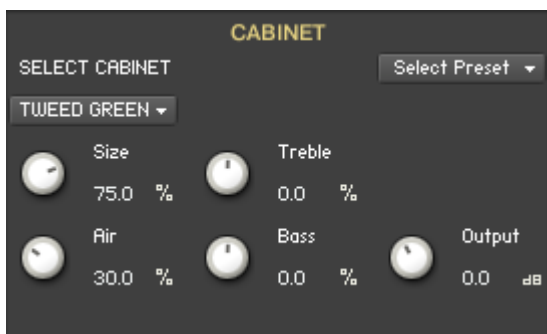 CABINET
SELECT CABINET Select Preset
TWEED GREEN
Size Treble
75.0 % 0.0 %
Air Bass Output
30.0 % 0.0 % 0.0 dB